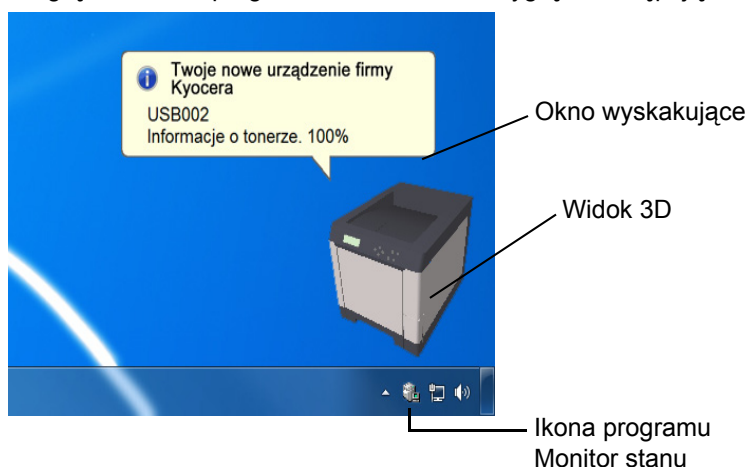 Twoje nowe urządzenie firmy
Kyocera
USB002
Informacje o tonerze. 100%
Okno wyskakujące
Widok 3D
Ikona programu
Monitor stanu